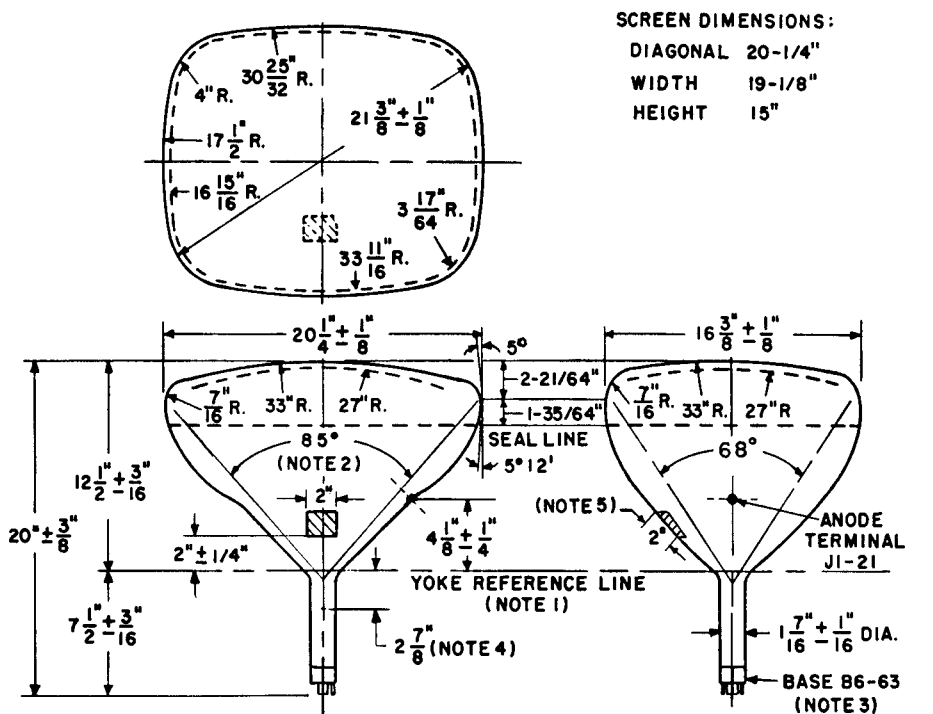 SCREEN DIMENSIONS:
DIAGONAL 20-1/4"
WIDTH 19-1/8"
HEIGHT 15"
30 25/32" R.
4" R.
21 3/8" ± 1/8"
17 1/2" R.
16 15/16" R.
3 17/64" R.
33 11/16" R.
20 1/4" ± 1/8"
5°
16 3/8" ± 1/8"
2-21/64"
7/16" R.
33" R.
27" R.
1-35/64"
7/16" R.
33" R.
27" R
SEAL LINE
85°
(NOTE 2)
5° 12'
68°
12 1/2" ± 3/16"
2"
(NOTE 5)
20" ± 3/8"
4 1/8" ± 1/4"
2"
ANODE
TERMINAL
J1-21
2" ± 1/4"
YOKE REFERENCE LINE
(NOTE 1)
7 1/2" ± 3/16"
2 7/8" (NOTE 4)
1 7/16" ± 1/16" DIA.
BASE B6-63
(NOTE 3)